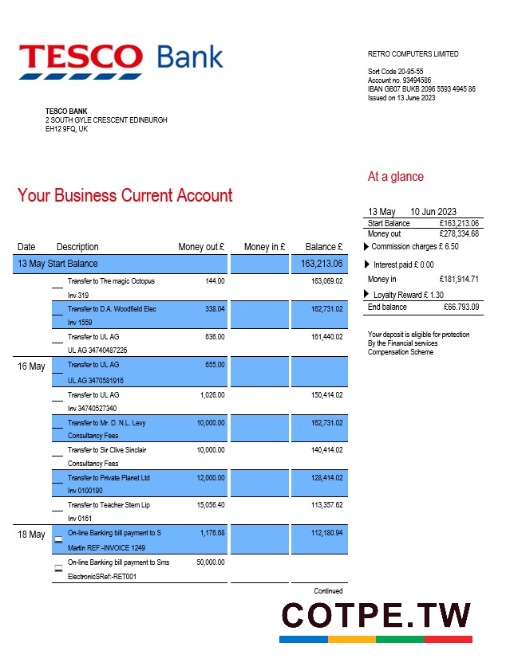 TESCO Bank
RETRO COMPUTERS LIMITED
Sort Code 20-95-55
Account no. 93494586
IBAN GB07 BUKB 2095 5593 4945 85
Issued on 13 June 2023
TESCO BANK
2 SOUTH GYLE CRESCENT EDINBURGH
EH12 9FQ, UK
At a glance
Your Business Current Account
13 May 10 Jun 2023
Start Balance £163,213.06
Money out £278,334.68
Commission charges £ 6.50
Interest paid £ 0.00
Money in £181,914.71
Loyalty Reward £ 1.30
End balance £66.793.09
Your deposit is eligible for protection
By the Financial services
Compensation Scheme
Date Description Money out £ Money in £ Balance £
13 May Start Balance 163,213.06
Transfer to The magic Octopus 144.00 163,069.02
Inv 319
Transfer to D.A. Woodfield Elec 338.04 162,731.02
Inv 1559
Transfer to UL AG 636.00 161,440.02
UL AG 34740487226
16 May Transfer to UL AG 655.00
UL AG 3470581916
Transfer to UL AG 1,026.00 150,414.02
Inv 34740527340
Transfer to Mr. D. N.L. Levy 10,000.00 162,731.02
Consultancy Fees
Transfer to Sir Clive Sinclair 10,000.00 140,414.02
Consultancy Fees
Transfer to Private Planet Ltd 12,000.00 128,414.02
Inv 0100190
Transfer to Teacher Stern Lip 15,056.40 113,357.62
Inv 0161
18 May On-line Banking bill payment to S 1,176.68 112,180.94
Martin REF:-INVOICE 1249
On-line Banking bill payment to Sms 50,000.00
ElectronicSRef:-RET001
Continued
COTPE.TW